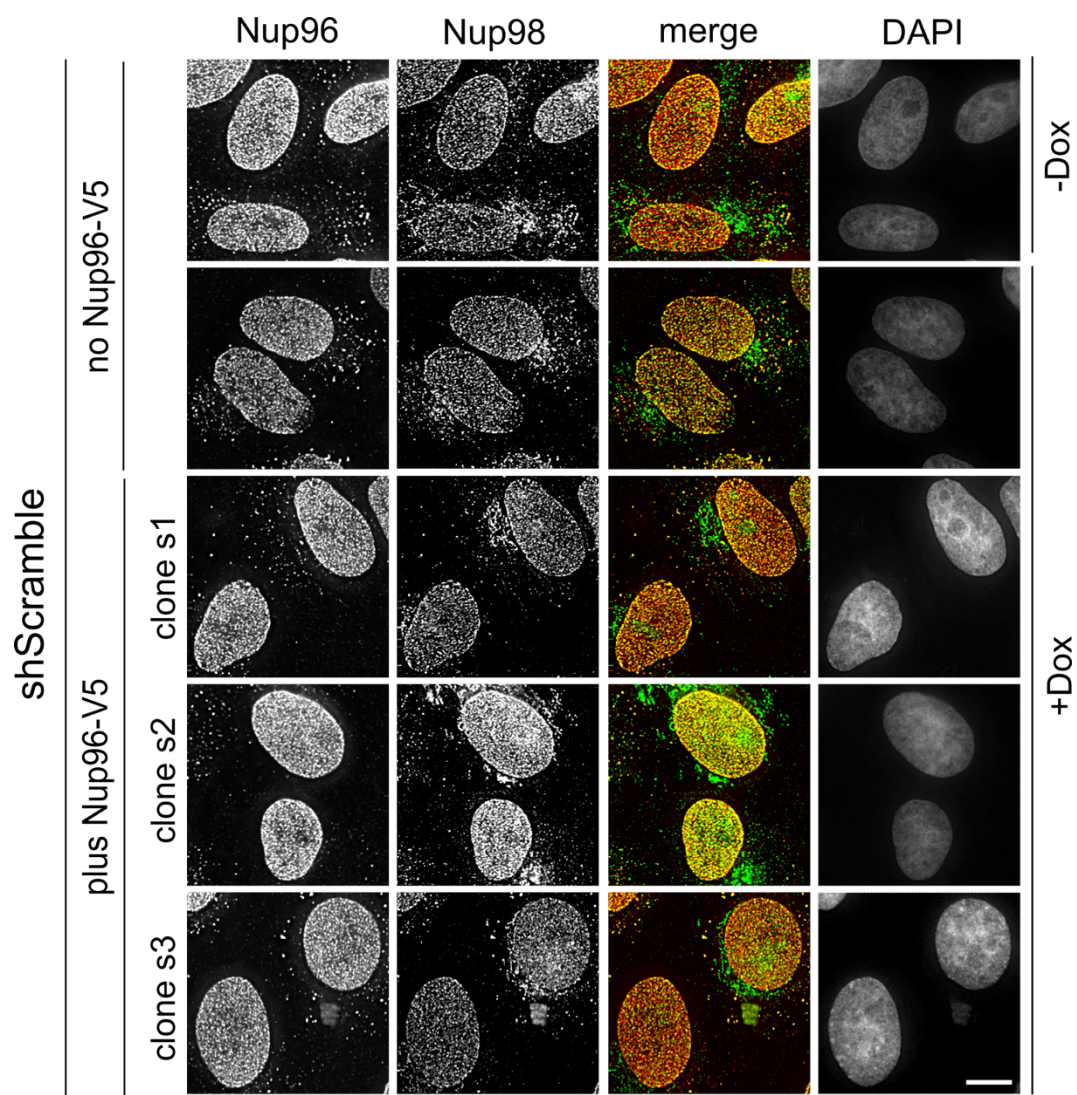 Nup96
Nup98
merge
DAPI
shScramble
no Nup96-V5
plus Nup96-V5
clone s1
clone s2
clone s3
-Dox
+Dox